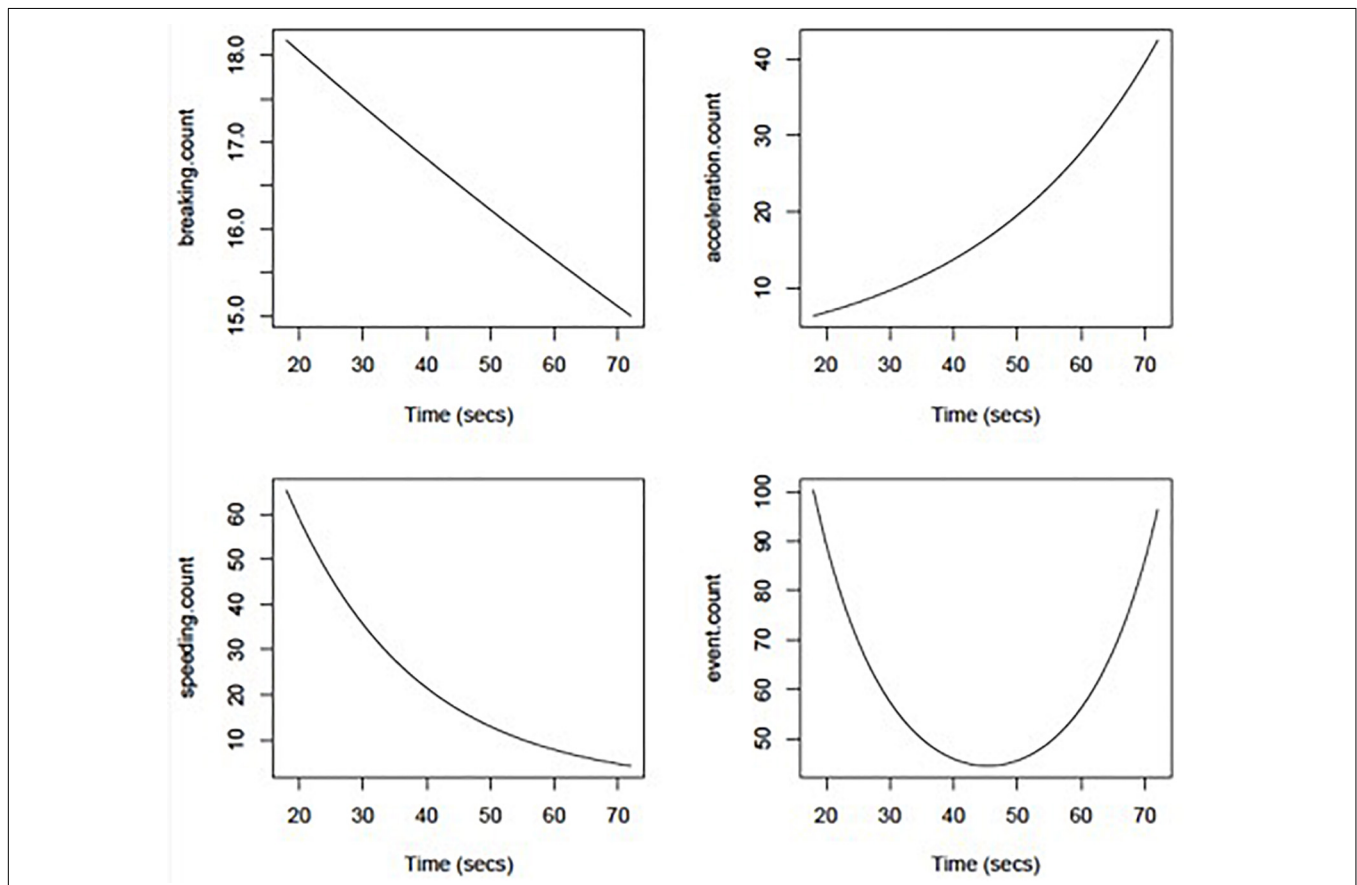 breaking.count
18.0
17.0
16.0
15.0
20 30 40 50 60 70
Time (secs)
acceleration.count
40
30
20
10
20 30 40 50 60 70
Time (secs)
speeding.count
60
50
40
30
20
10
20 30 40 50 60 70
Time (secs)
event.count
100
90
80
70
60
50
20 30 40 50 60 70
Time (secs)